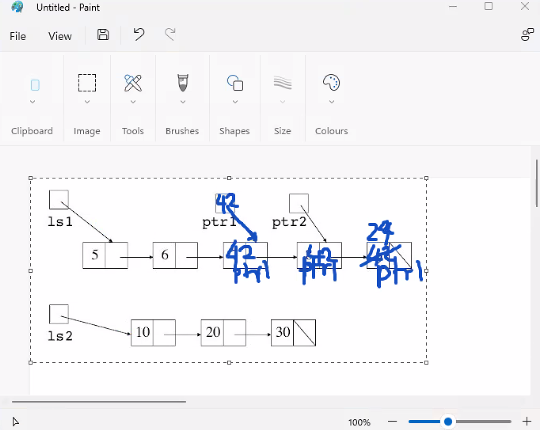 Untitled - Paint
File View
Clipboard Image Tools Brushes Shapes Size Colours
42
ls1 ptr1 ptr2
24
5 6 42 42 42
ptr1 ptr1 ptr1
10 20 30
ls2
100%